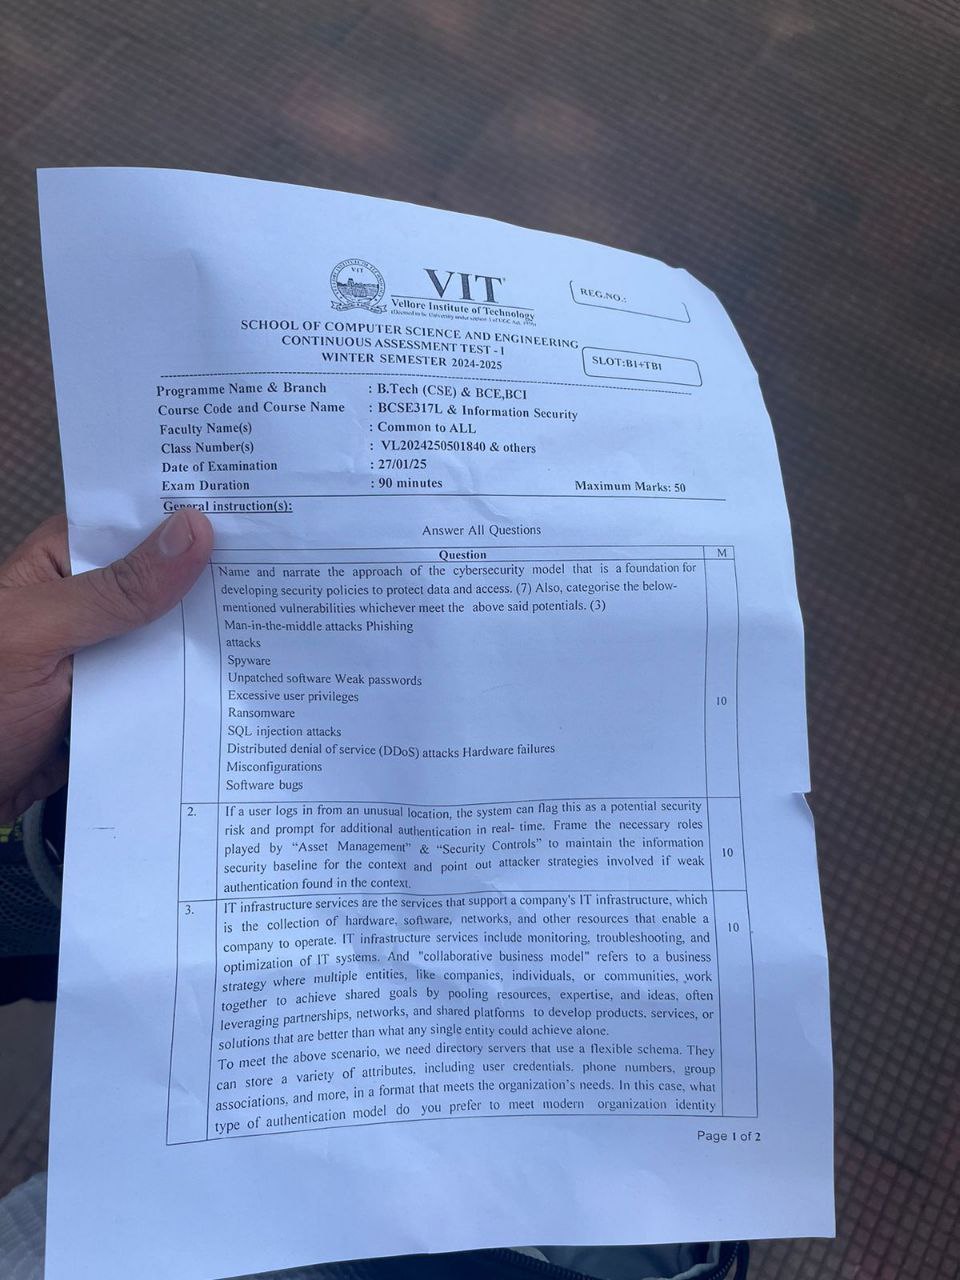 VIT
VIT
Vellore Institute of Technology
(Deemed to be University under section 3 of UGC Act, 1956)
REG.NO.:
SCHOOL OF COMPUTER SCIENCE AND ENGINEERING
CONTINUOUS ASSESSMENT TEST - I
WINTER SEMESTER 2024-2025
SLOT:B1+TB1
Programme Name & Branch : B.Tech (CSE) & BCE,BCI
Course Code and Course Name : BCSE317L & Information Security
Faculty Name(s) : Common to ALL
Class Number(s) : VL2024250501840 & others
Date of Examination : 27/01/25
Exam Duration : 90 minutes Maximum Marks: 50
General instruction(s):
Answer All Questions
Question M
Name and narrate the approach of the cybersecurity model that is a foundation for
developing security policies to protect data and access. (7) Also, categorise the below-
mentioned vulnerabilities whichever meet the above said potentials. (3)
Man-in-the-middle attacks Phishing
attacks
Spyware
Unpatched software Weak passwords
Excessive user privileges
Ransomware
SQL injection attacks
Distributed denial of service (DDoS) attacks Hardware failures
Misconfigurations
Software bugs
10
2. If a user logs in from an unusual location, the system can flag this as a potential security
risk and prompt for additional authentication in real- time. Frame the necessary roles
played by “Asset Management” & “Security Controls” to maintain the information
security baseline for the context and point out attacker strategies involved if weak
authentication found in the context.
10
3. IT infrastructure services are the services that support a company's IT infrastructure, which
is the collection of hardware, software, networks, and other resources that enable a
company to operate. IT infrastructure services include monitoring, troubleshooting, and
optimization of IT systems. And "collaborative business model" refers to a business
strategy where multiple entities, like companies, individuals, or communities, work
together to achieve shared goals by pooling resources, expertise, and ideas, often
leveraging partnerships, networks, and shared platforms to develop products, services, or
solutions that are better than what any single entity could achieve alone.
To meet the above scenario, we need directory servers that use a flexible schema. They
can store a variety of attributes, including user credentials, phone numbers, group
associations, and more, in a format that meets the organization’s needs. In this case, what
type of authentication model do you prefer to meet modern organization identity
10
Page 1 of 2